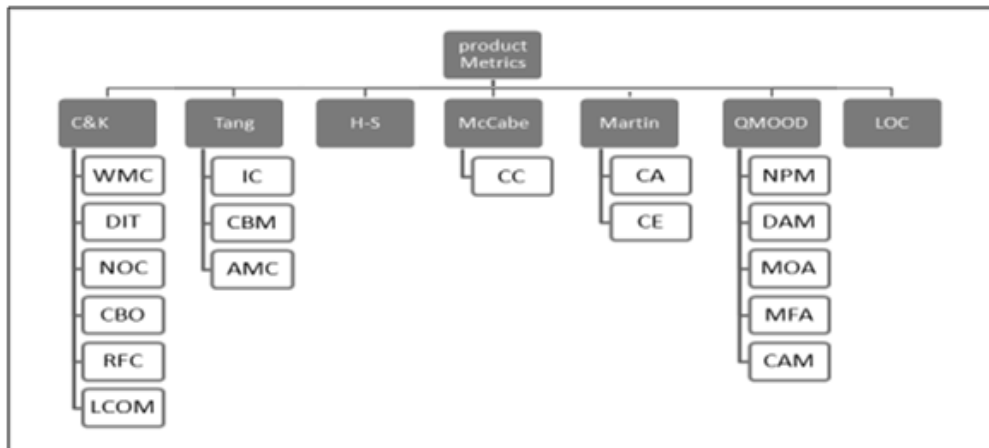 product
Metrics
C&K
Tang
H-S
McCabe
Martin
QMOOD
LOC
WMC
DIT
NOC
CBO
RFC
LCOM
IC
CBM
AMC
CC
CA
CE
NPM
DAM
MOA
MFA
CAM